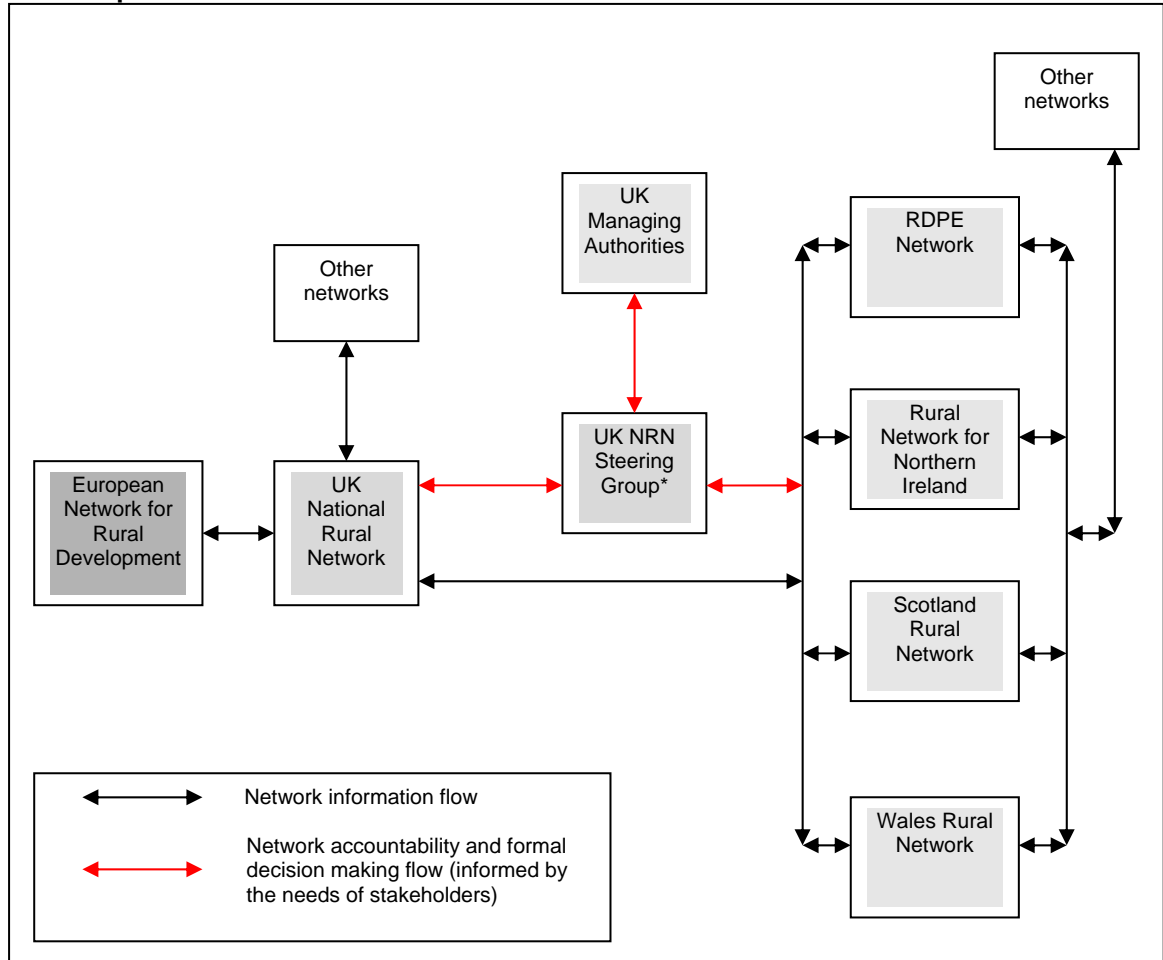 Other
networks
UK
Managing
Authorities
RDPE
Network
Other
networks
Rural
Network for
Northern
Ireland
UK NRN
Steering
Group*
European
Network for
Rural
Development
UK
National
Rural
Network
Scotland
Rural
Network
Wales Rural
Network
Network information flow
Network accountability and formal
decision making flow (informed by
the needs of stakeholders)